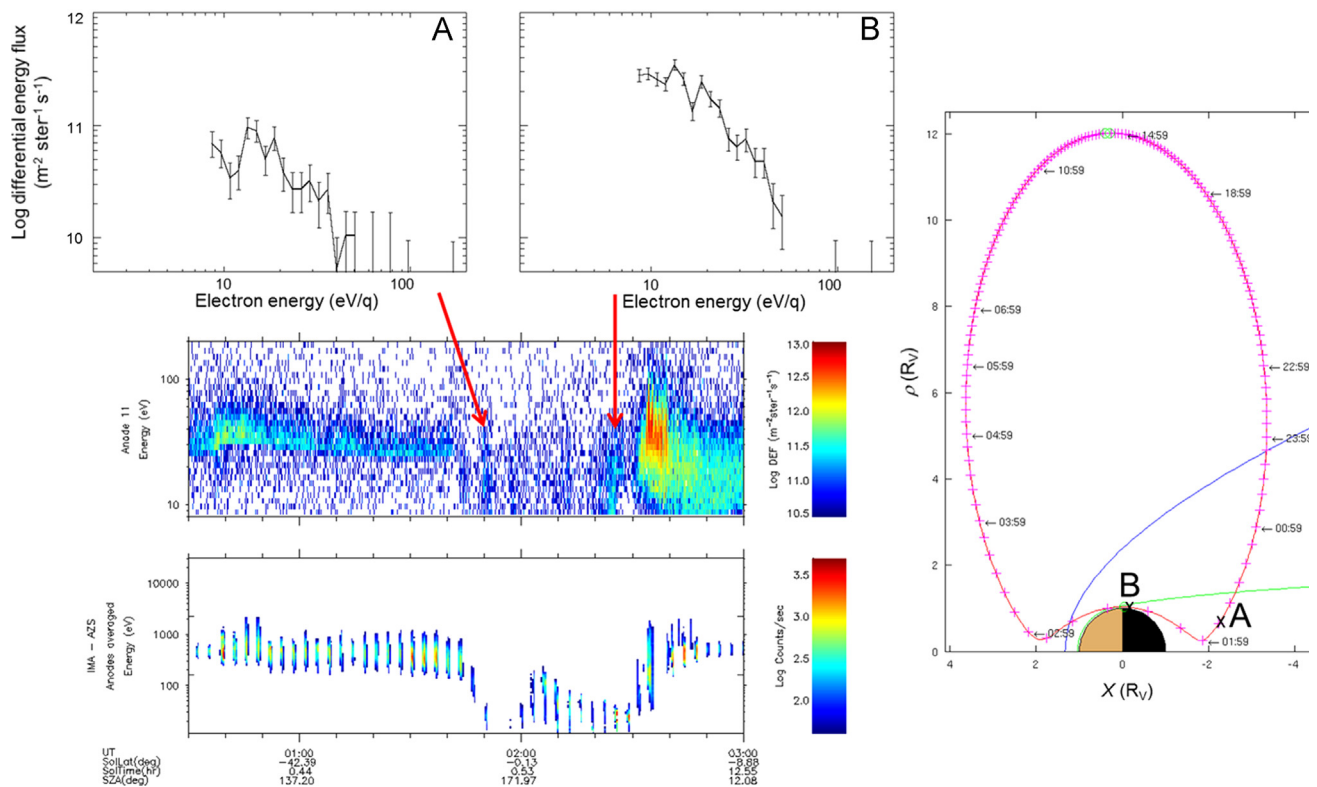 A
B
12
11
10
Log differential energy flux
(m⁻² ster⁻¹ s⁻¹)
10
100
Electron energy (eV/q)
10
100
Electron energy (eV/q)
Anode 11
Energy (eV)
100
10
13.0
12.5
12.0
11.5
11.0
10.5
Log DEF (m⁻²ster⁻¹s⁻¹)
IMA – AZS
Anodes averaged
Energy (eV)
10000
1000
100
3.5
3.0
2.5
2.0
Log Counts/sec
UT 01:00 02:00 03:00
SolLat(deg) −42.39 −0.13 −8.88
SolTime(hr) 0.44 0.53 12.55
SZA(deg) 137.20 171.97 12.08
12
10
8
6
4
2
0
ρ (Rᵥ)
←14:59
←10:59
←18:59
←06:59
←05:59
←22:59
←04:59
←23:59
←03:59
←00:59
B
A
←02:59
←01:59
4 2 0 -2 -4
X (Rᵥ)